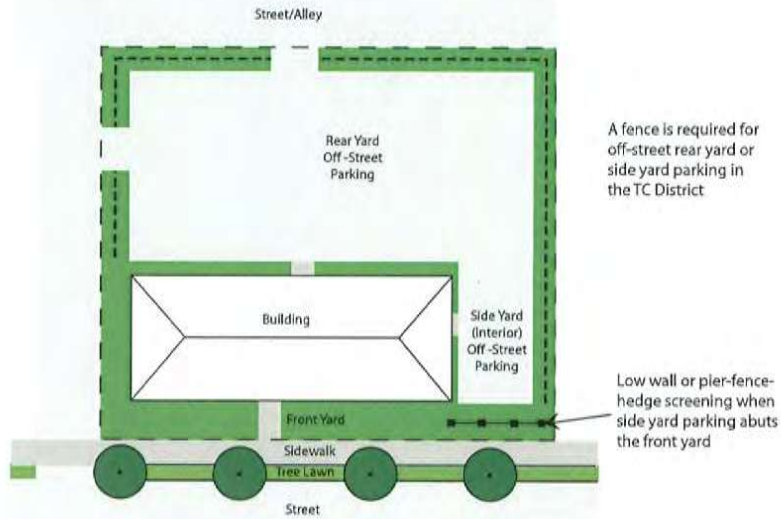 Street/Alley
Rear Yard
Off -Street
Parking
A fence is required for
off-street rear yard or
side yard parking in
the TC District
Building
Side Yard
(Interior)
Off -Street
Parking
Low wall or pier-fence-
hedge screening when
side yard parking abuts
the front yard
Front Yard
Sidewalk
Tree Lawn
Street